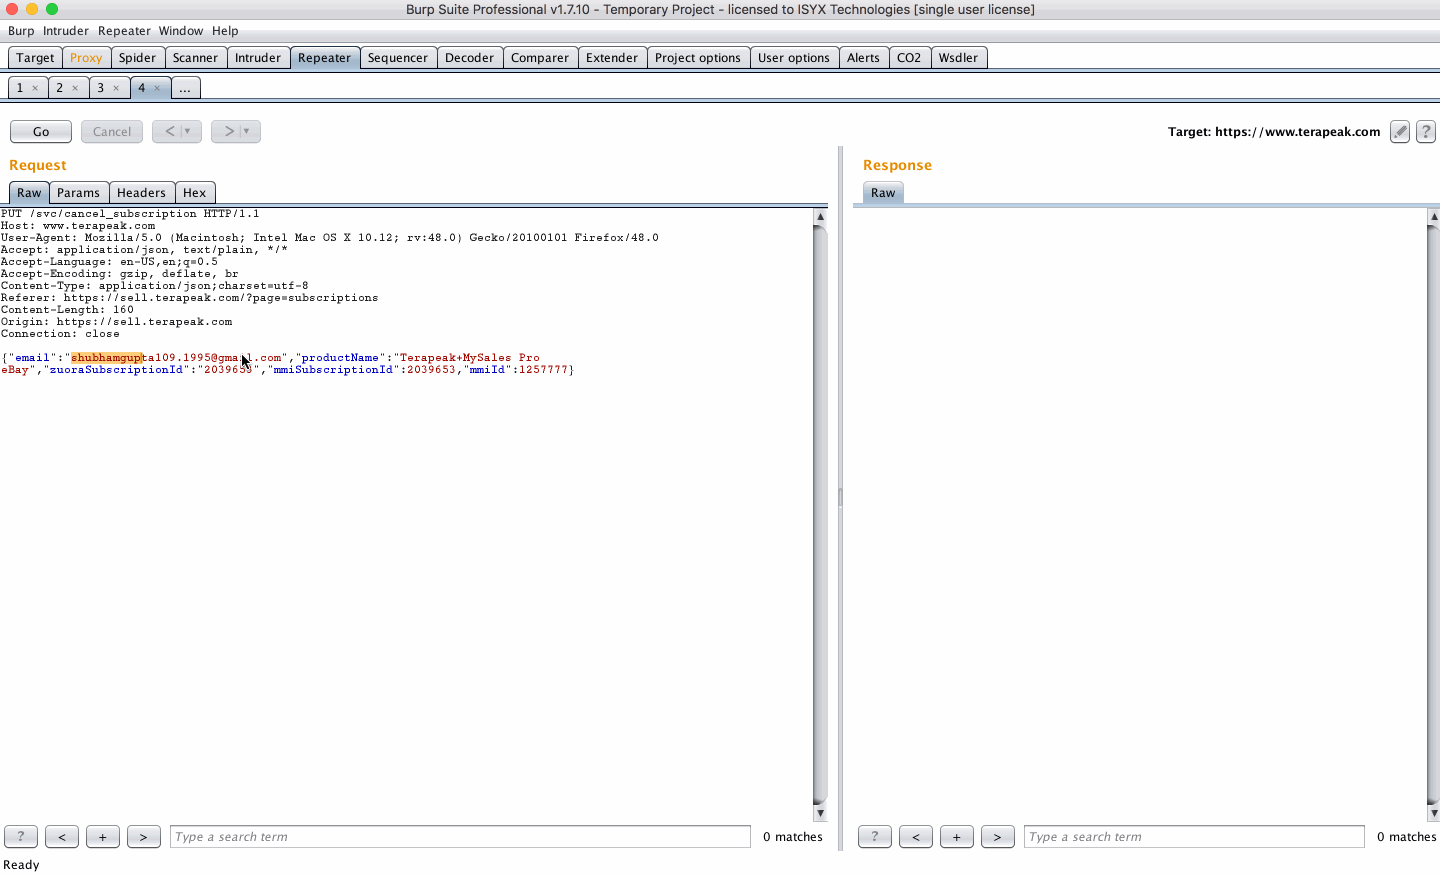 Burp Suite Professional v1.7.10 - Temporary Project - licensed to ISYX Technologies [single user license]
Burp Intruder Repeater Window Help
Target Proxy Spider Scanner Intruder Repeater Sequencer Decoder Comparer Extender Project options User options Alerts CO2 Wsdler
1 × 2 × 3 × 4 × ...
Go Cancel < > Target: https://www.terapeak.com ?
Request
Raw Params Headers Hex
PUT /svc/cancel_subscription HTTP/1.1
Host: www.terapeak.com
User-Agent: Mozilla/5.0 (Macintosh; Intel Mac OS X 10.12; rv:48.0) Gecko/20100101 Firefox/48.0
Accept: application/json, text/plain, */*
Accept-Language: en-US,en;q=0.5
Accept-Encoding: gzip, deflate, br
Content-Type: application/json;charset=utf-8
Referer: https://sell.terapeak.com/?page=subscriptions
Content-Length: 160
Origin: https://sell.terapeak.com
Connection: close
{"email":"shubhamgupta109.1995@gmail.com","productName":"Terapeak+MySales Pro
eBay","zuoraSubscriptionId":"2039653","mmiSubscriptionId":2039653,"mmiId":1257777}
? < + > Type a search term 0 matches
Response
Raw
? < + > Type a search term 0 matches
Ready